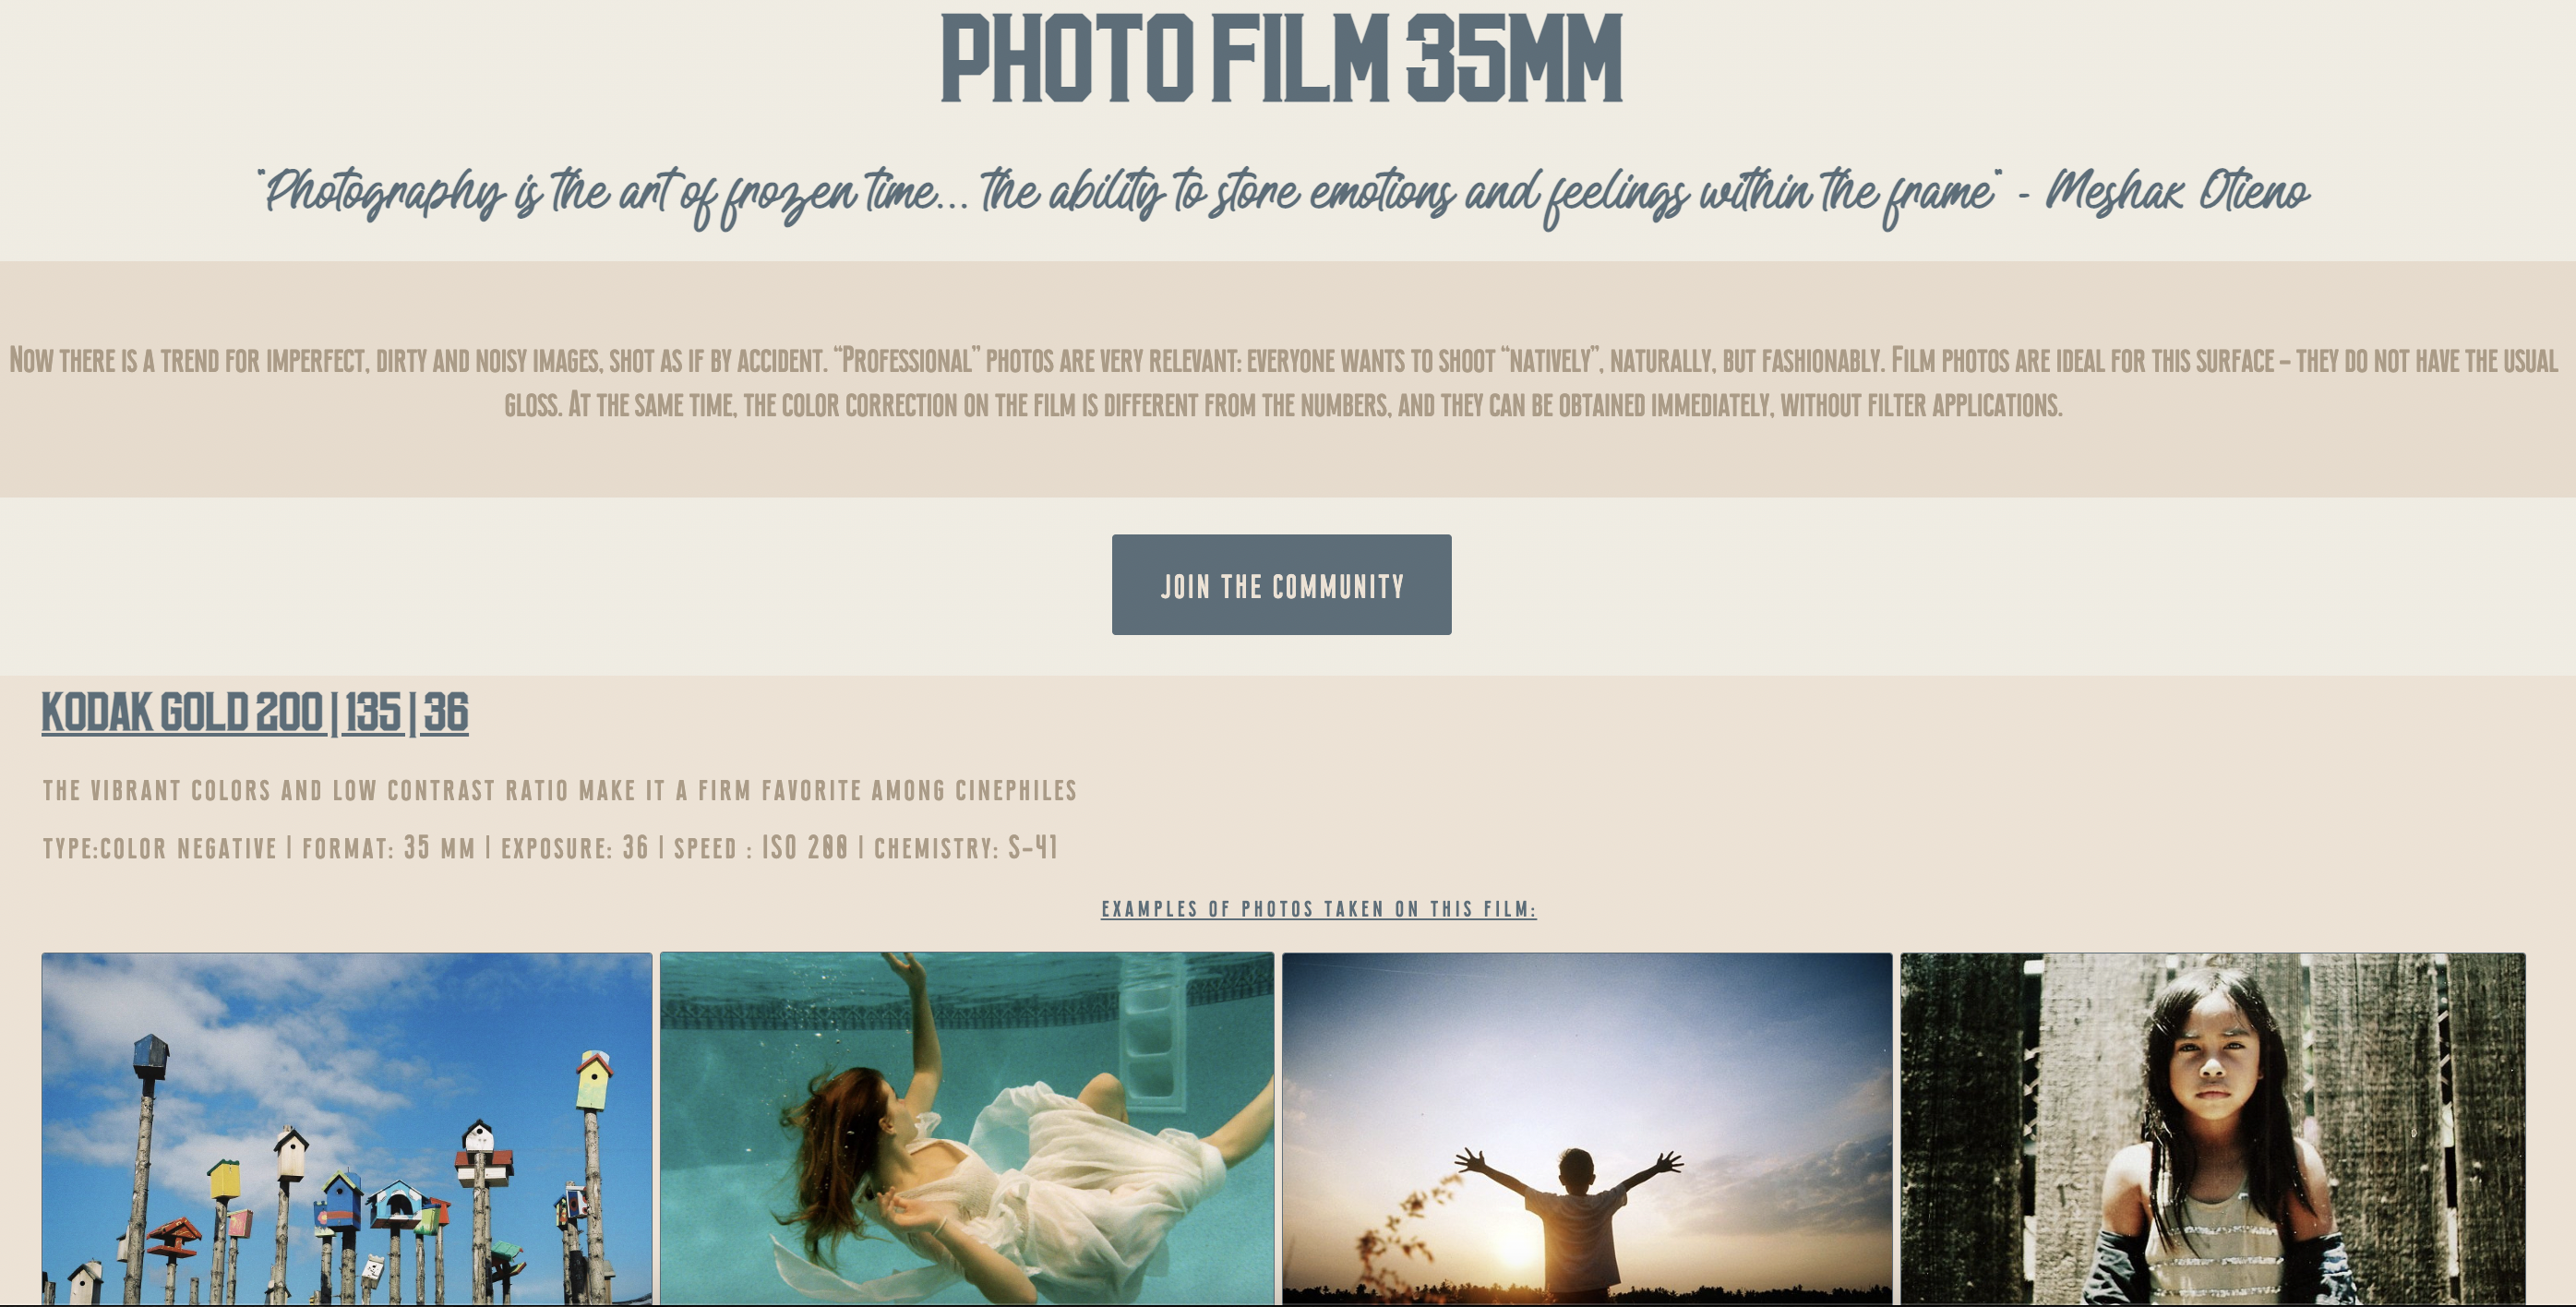 PHOTO FILM 35MM
"Photography is the art of frozen time... the ability to store emotions and feelings within the frame" - Meshak Otieno
Now there is a trend for imperfect, dirty and noisy images, shot as if by accident. “Professional” photos are very relevant: everyone wants to shoot “natively”, naturally, but fashionably. Film photos are ideal for this surface – they do not have the usual
gloss. At the same time, the color correction on the film is different from the numbers, and they can be obtained immediately, without filter applications.
JOIN THE COMMUNITY
KODAK GOLD 200 | 135 | 36
THE VIBRANT COLORS AND LOW CONTRAST RATIO MAKE IT A FIRM FAVORITE AMONG CINEPHILES
TYPE:COLOR NEGATIVE | FORMAT: 35 MM | EXPOSURE: 36 | SPEED : ISO 200 | CHEMISTRY: S-41
EXAMPLES OF PHOTOS TAKEN ON THIS FILM: